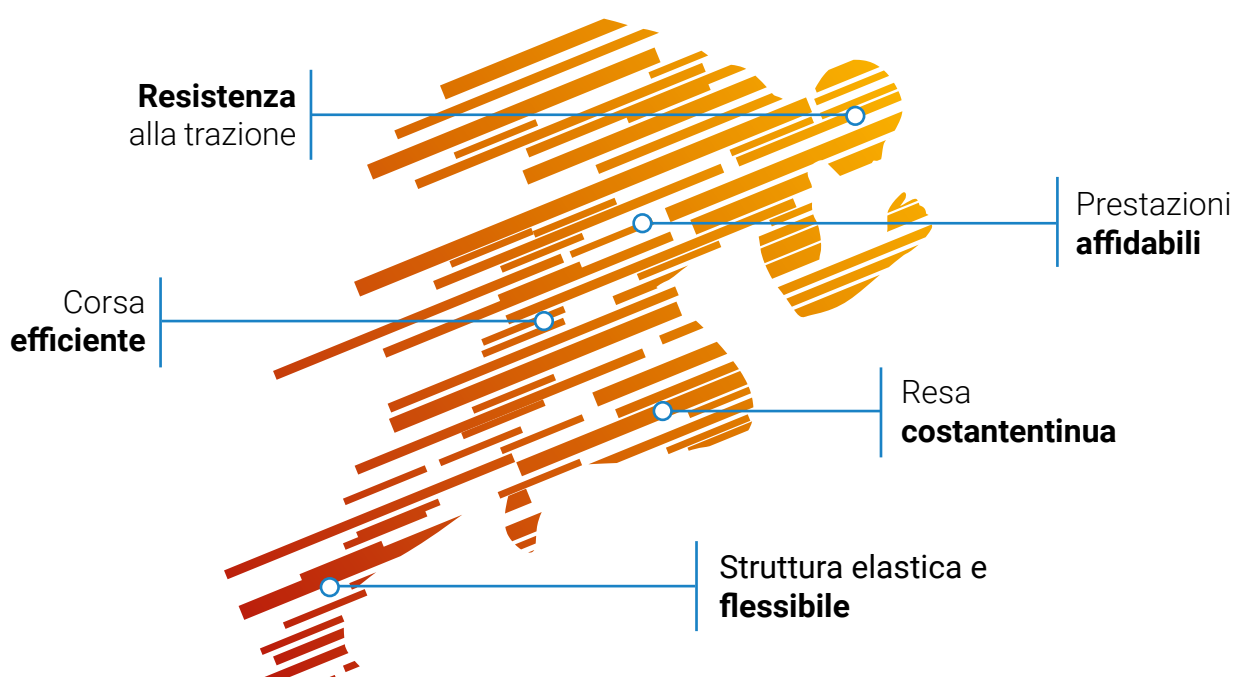 Resistenza
alla trazione
Prestazioni
affidabili
Corsa
efficiente
Resa
costantentinua
Struttura elastica e
flessibile